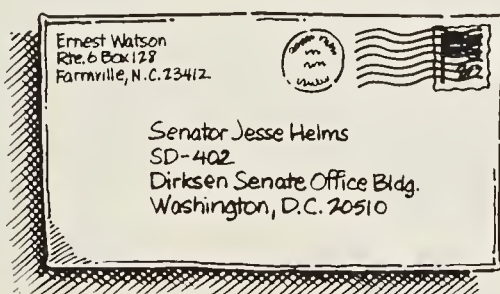 Ernest Watson
Rte. 6 Box 128
Farmville, N.C. 23412
Senator Jesse Helms
SD-402
Dirksen Senate Office Bldg.
Washington, D.C. 20510